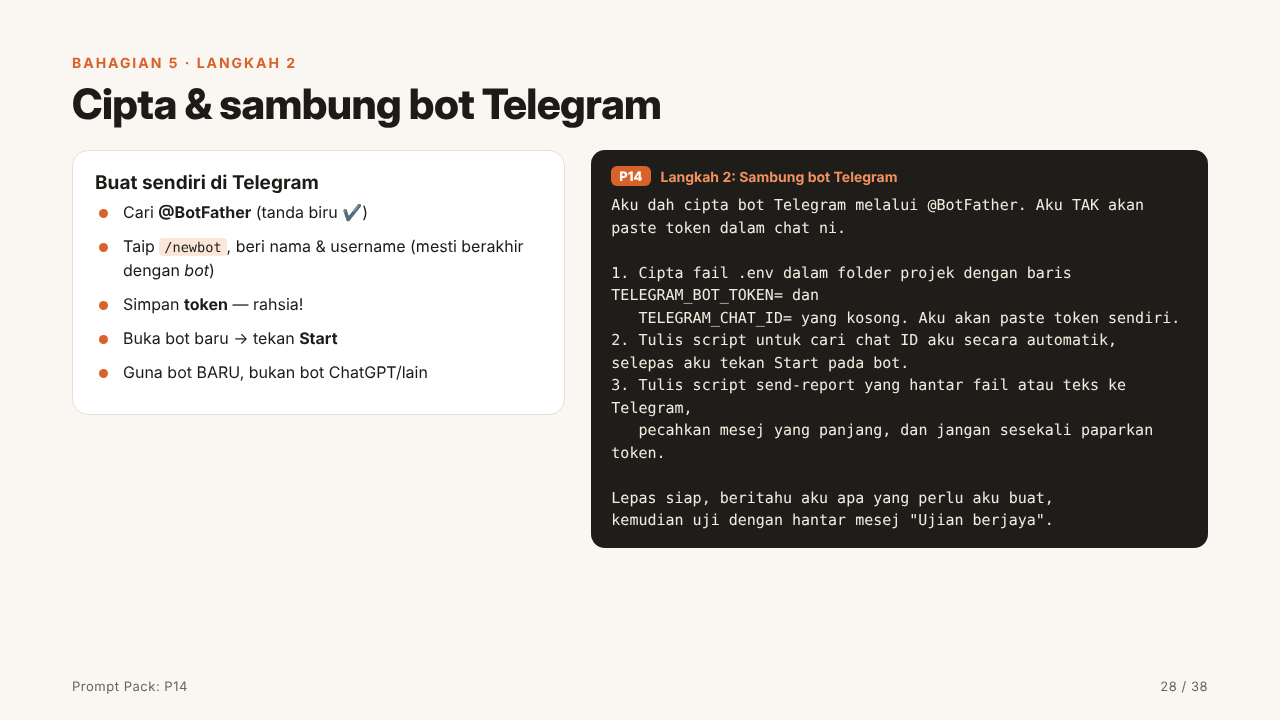 BAHAGIAN 5 · LANGKAH 2
Cipta & sambung bot Telegram
Buat sendiri di Telegram
Cari @BotFather (tanda biru ✔️)
Taip /newbot, beri nama & username (mesti berakhir
dengan bot)
Simpan token — rahsia!
Buka bot baru → tekan Start
Guna bot BARU, bukan bot ChatGPT/lain
P14 Langkah 2: Sambung bot Telegram
Aku dah cipta bot Telegram melalui @BotFather. Aku TAK akan
paste token dalam chat ni.
1. Cipta fail .env dalam folder projek dengan baris
TELEGRAM_BOT_TOKEN= dan
TELEGRAM_CHAT_ID= yang kosong. Aku akan paste token sendiri.
2. Tulis script untuk cari chat ID aku secara automatik,
selepas aku tekan Start pada bot.
3. Tulis script send-report yang hantar fail atau teks ke
Telegram,
pecahkan mesej yang panjang, dan jangan sesekali paparkan
token.
Lepas siap, beritahu aku apa yang perlu aku buat,
kemudian uji dengan hantar mesej "Ujian berjaya".
Prompt Pack: P14
28 / 38